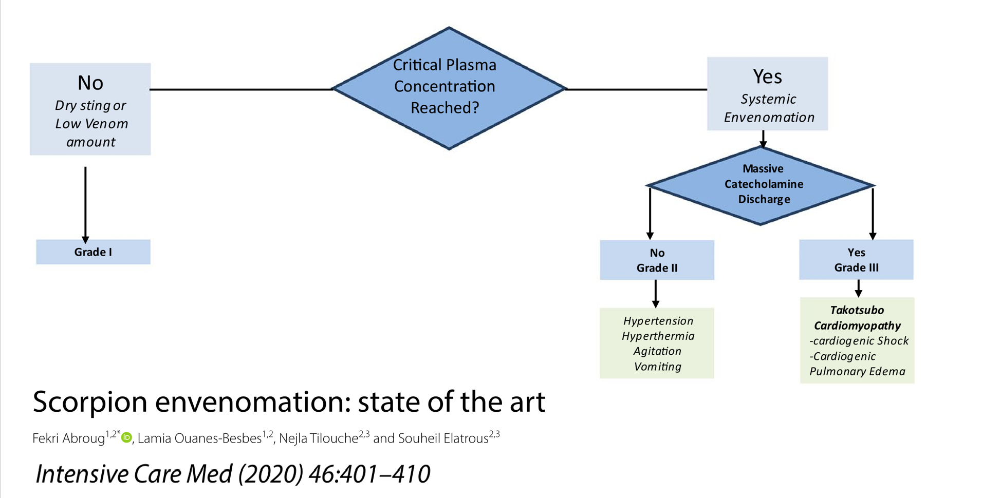 Critical Plasma
Concentration
Reached?
No
Dry sting or
Low Venom
amount
Yes
Systemic
Envenomation
Massive
Catecholamine
Discharge
Grade I
No
Grade II
Yes
Grade III
Hypertension
Hyperthermia
Agitation
Vomiting
Takotsubo
Cardiomyopathy
-cardiogenic Shock
-Cardiogenic
Pulmonary Edema
Scorpion envenomation: state of the art
Fekri Abroug1,2* iD, Lamia Ouanes-Besbes1,2, Nejla Tilouche2,3 and Souheil Elatrous2,3
Intensive Care Med (2020) 46:401–410